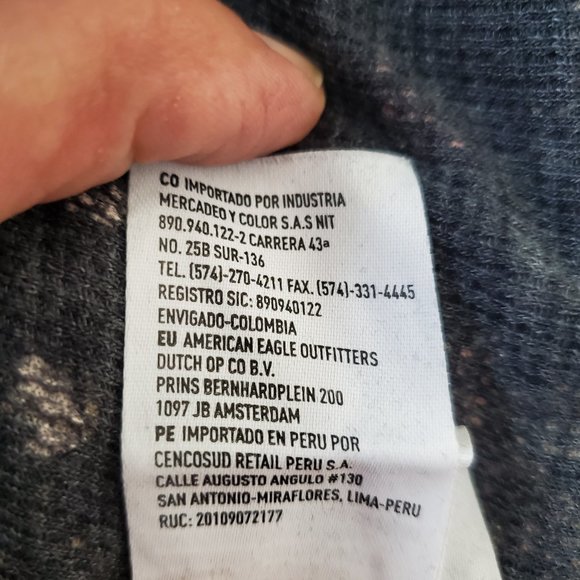 CO IMPORTADO POR INDUSTRIA
MERCADEO Y COLOR S.A.S NIT
890.940.122-2 CARRERA 43ª
NO. 25B SUR-136
TEL. (574)-270-4211 FAX. (574)-331-4445
REGISTRO SIC: 890940122
ENVIGADO-COLOMBIA
EU AMERICAN EAGLE OUTFITTERS
DUTCH OP CO B.V.
PRINS BERNHARDPLEIN 200
1097 JB AMSTERDAM
PE IMPORTADO EN PERU POR
CENCOSUD RETAIL PERU S.A.
CALLE AUGUSTO ANGULO #130
SAN ANTONIO-MIRAFLORES, LIMA-PERU
RUC: 20109072177